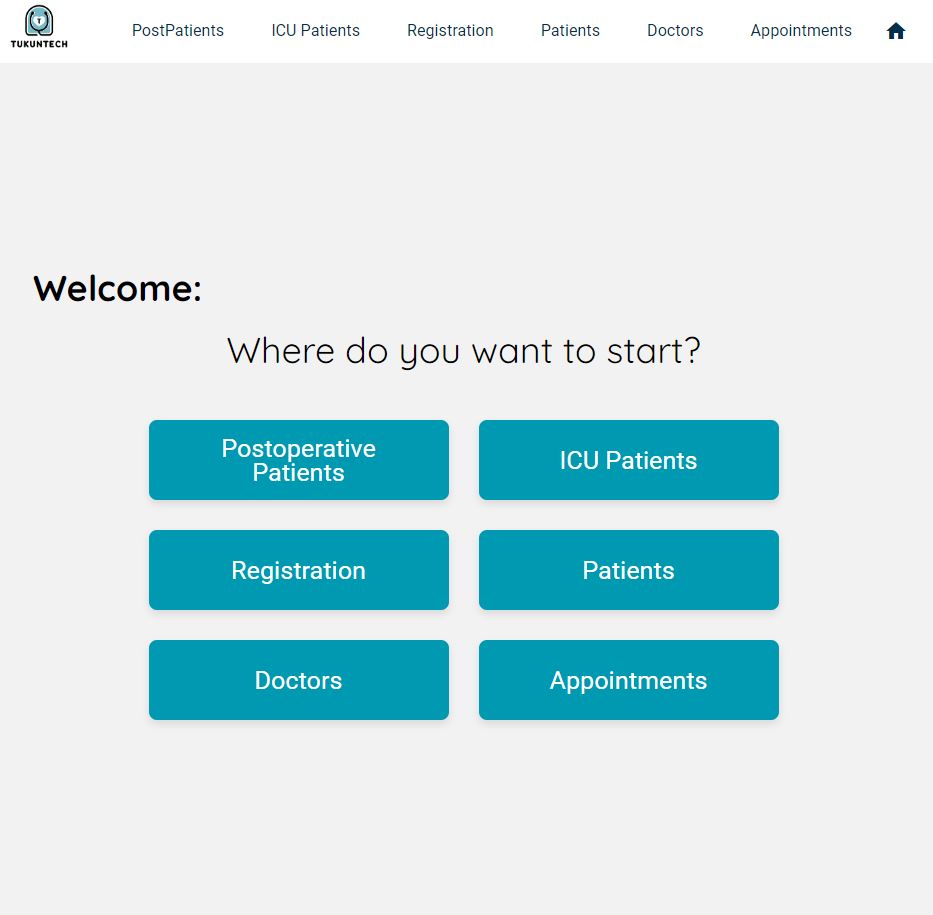 TUKUNTECH
PostPatients
ICU Patients
Registration
Patients
Doctors
Appointments
Welcome:
Where do you want to start?
Postoperative
Patients
ICU Patients
Registration
Patients
Doctors
Appointments